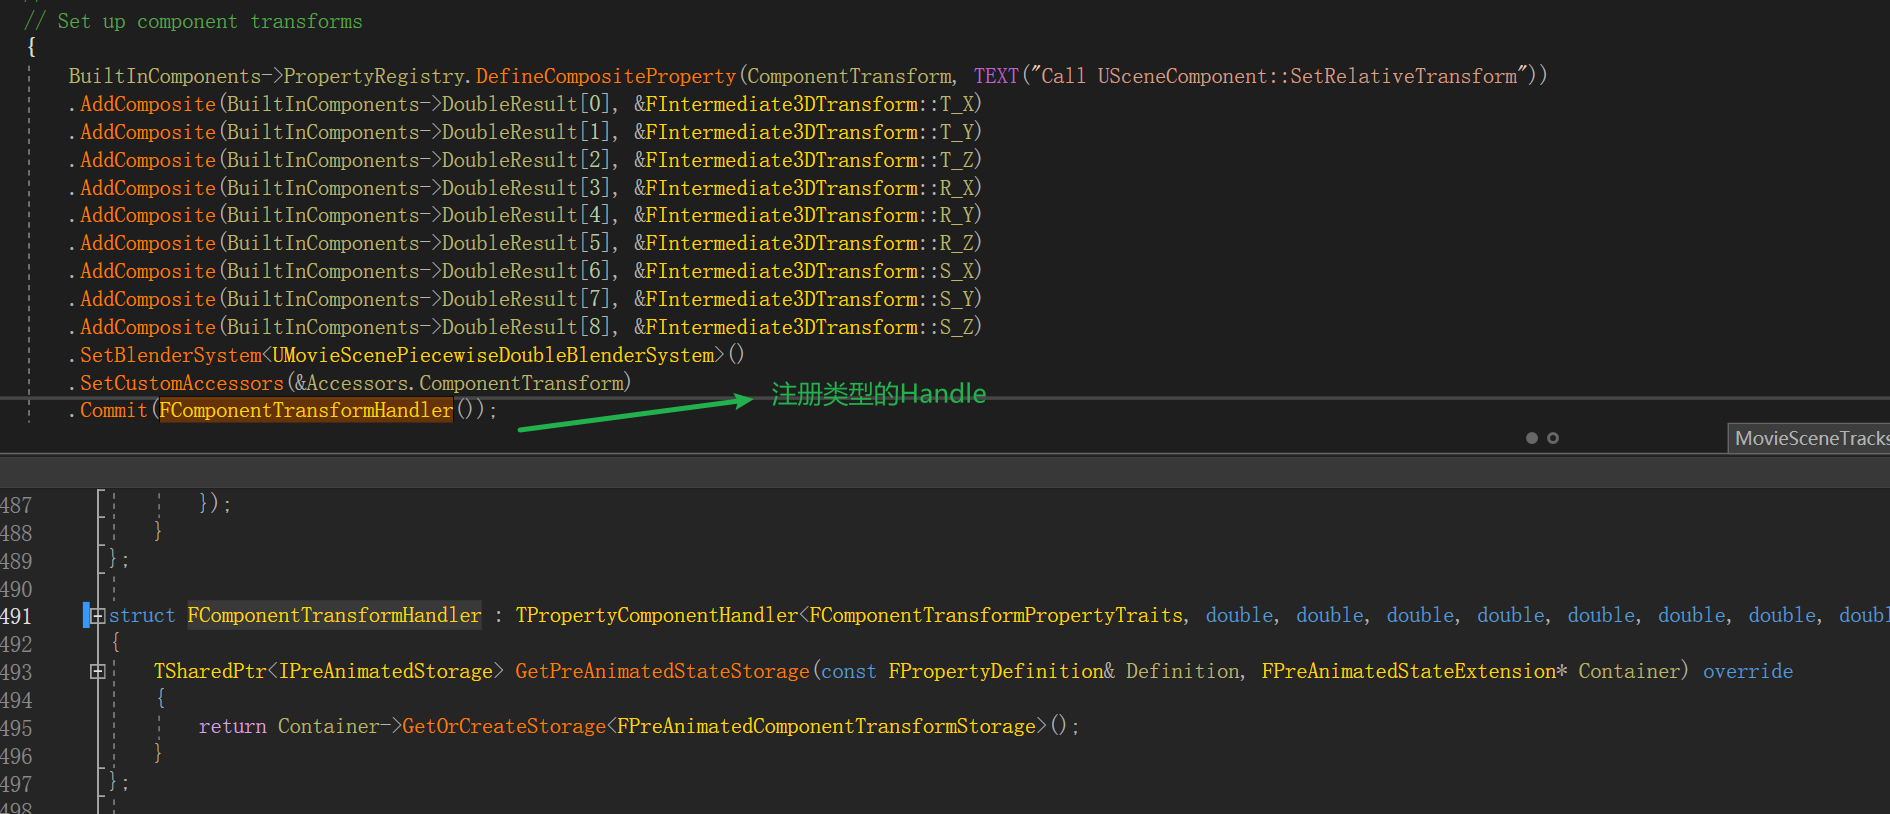 // Set up component transforms
{
BuiltInComponents->PropertyRegistry.DefineCompositeProperty(ComponentTransform, TEXT("Call USceneComponent::SetRelativeTransform"))
.AddComposite(BuiltInComponents->DoubleResult[0], &FIntermediate3DTransform::T_X)
.AddComposite(BuiltInComponents->DoubleResult[1], &FIntermediate3DTransform::T_Y)
.AddComposite(BuiltInComponents->DoubleResult[2], &FIntermediate3DTransform::T_Z)
.AddComposite(BuiltInComponents->DoubleResult[3], &FIntermediate3DTransform::R_X)
.AddComposite(BuiltInComponents->DoubleResult[4], &FIntermediate3DTransform::R_Y)
.AddComposite(BuiltInComponents->DoubleResult[5], &FIntermediate3DTransform::R_Z)
.AddComposite(BuiltInComponents->DoubleResult[6], &FIntermediate3DTransform::S_X)
.AddComposite(BuiltInComponents->DoubleResult[7], &FIntermediate3DTransform::S_Y)
.AddComposite(BuiltInComponents->DoubleResult[8], &FIntermediate3DTransform::S_Z)
.SetBlenderSystem<UMovieScenePiecewiseDoubleBlenderSystem>()
.SetCustomAccessors(&Accessors.ComponentTransform)
注册类型的Handle
.Commit(FComponentTransformHandler());
MovieSceneTracks
487 });
488 }
489 };
490
491 struct FComponentTransformHandler : TPropertyComponentHandler<FComponentTransformPropertyTraits, double, double, double, double, double, double, double, doubl
492 {
493 TSharedPtr<IPreAnimatedStorage> GetPreAnimatedStateStorage(const FPropertyDefinition& Definition, FPreAnimatedStateExtension* Container) override
494 {
495 return Container->GetOrCreateStorage<FPreAnimatedComponentTransformStorage>();
496 }
497 };
498